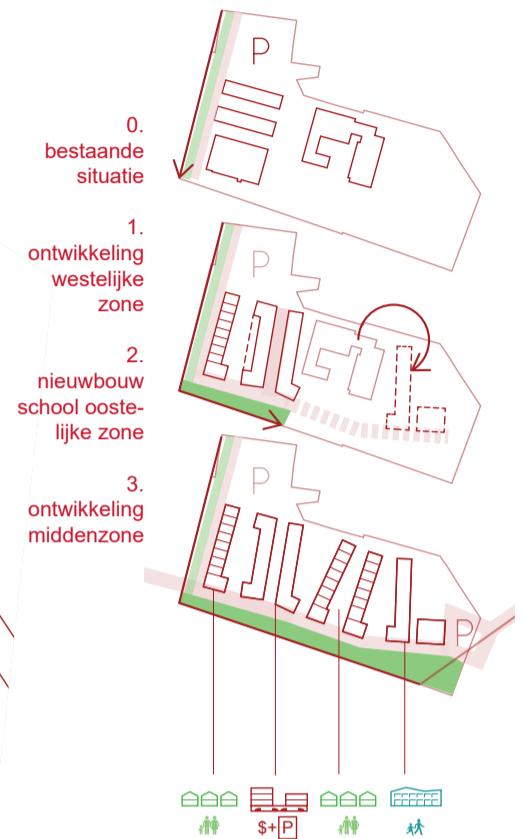 P
0.
bestaande
situatie
1.
ontwikkeling
westelijke
zone
P
2.
nieuwbouw
school ooste-
lijke zone
3.
ontwikkeling
middenzone
P
P
$+P